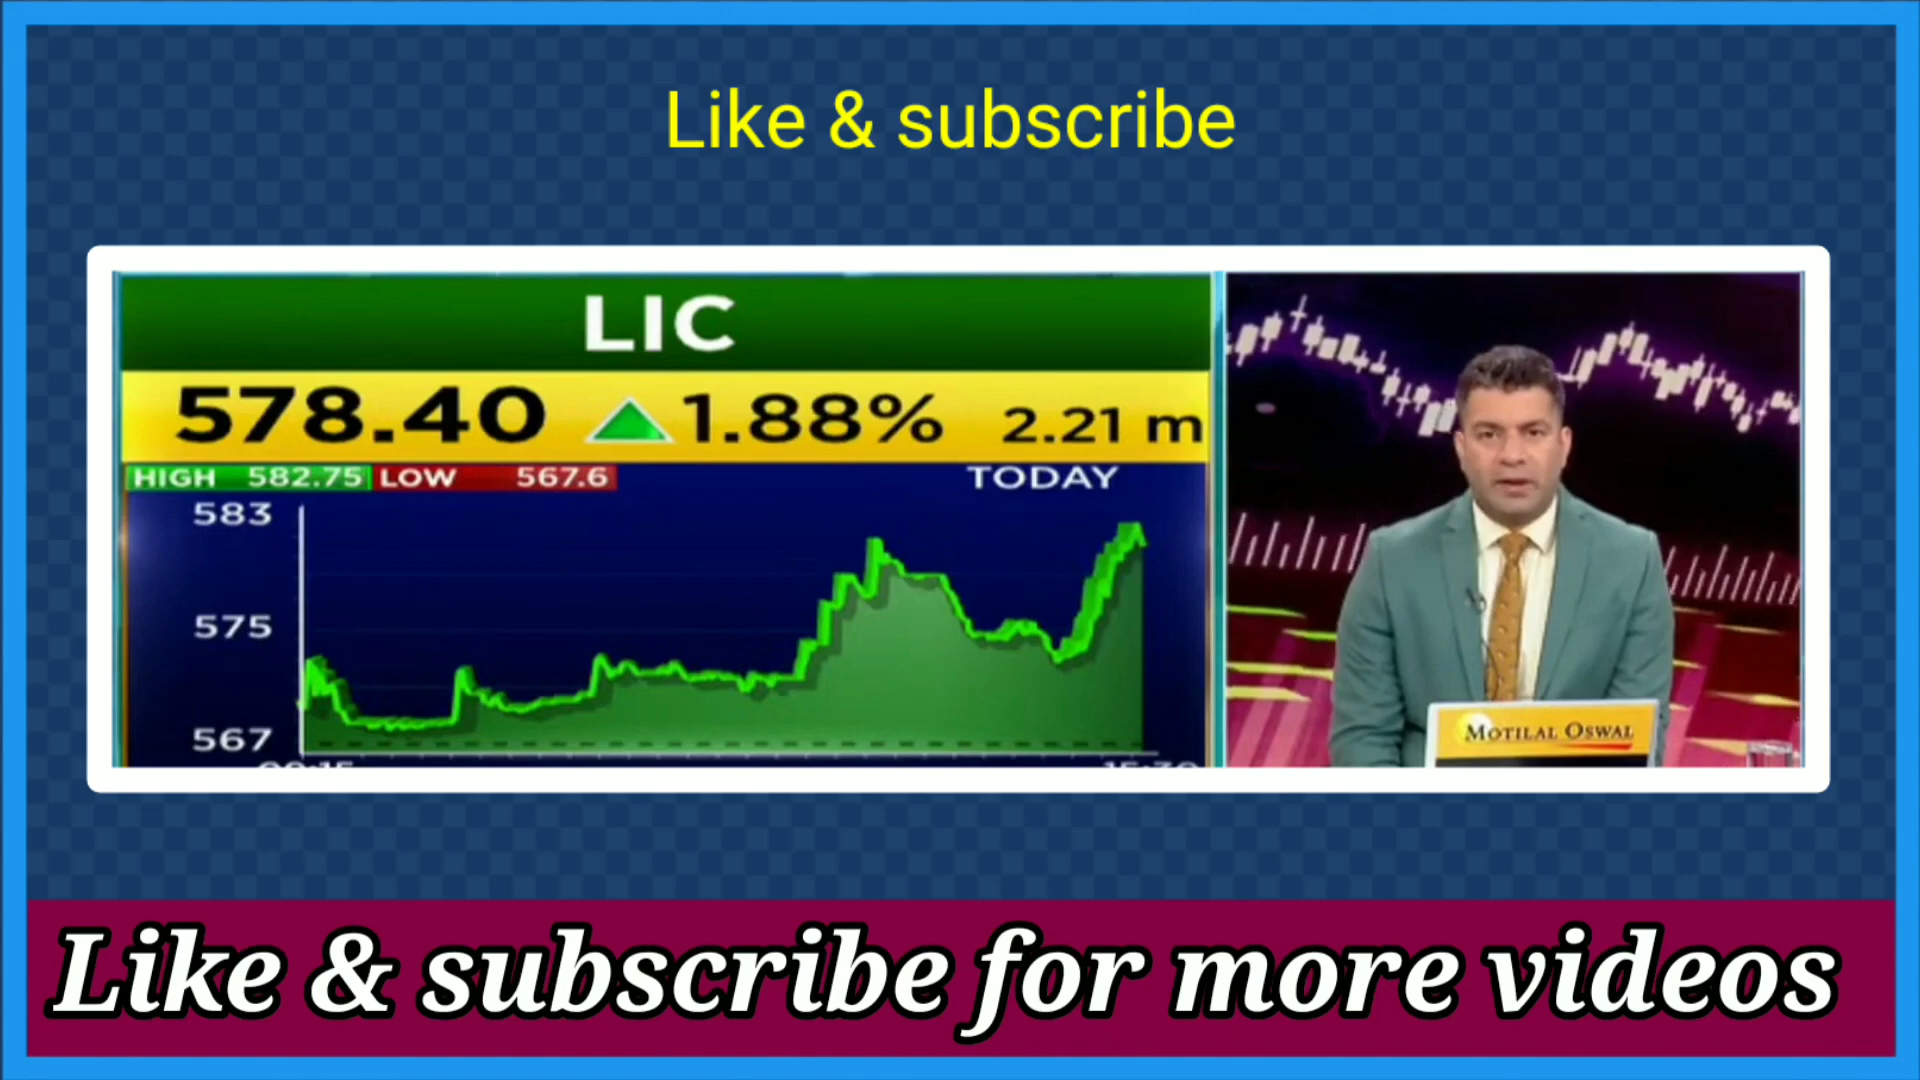 Like & subscribe
LIC
578.40 1.88% 2.21 m
HIGH 582.75 LOW 567.6 TODAY
583
575
567
MOTILAL OSWAL
Like & subscribe for more videos